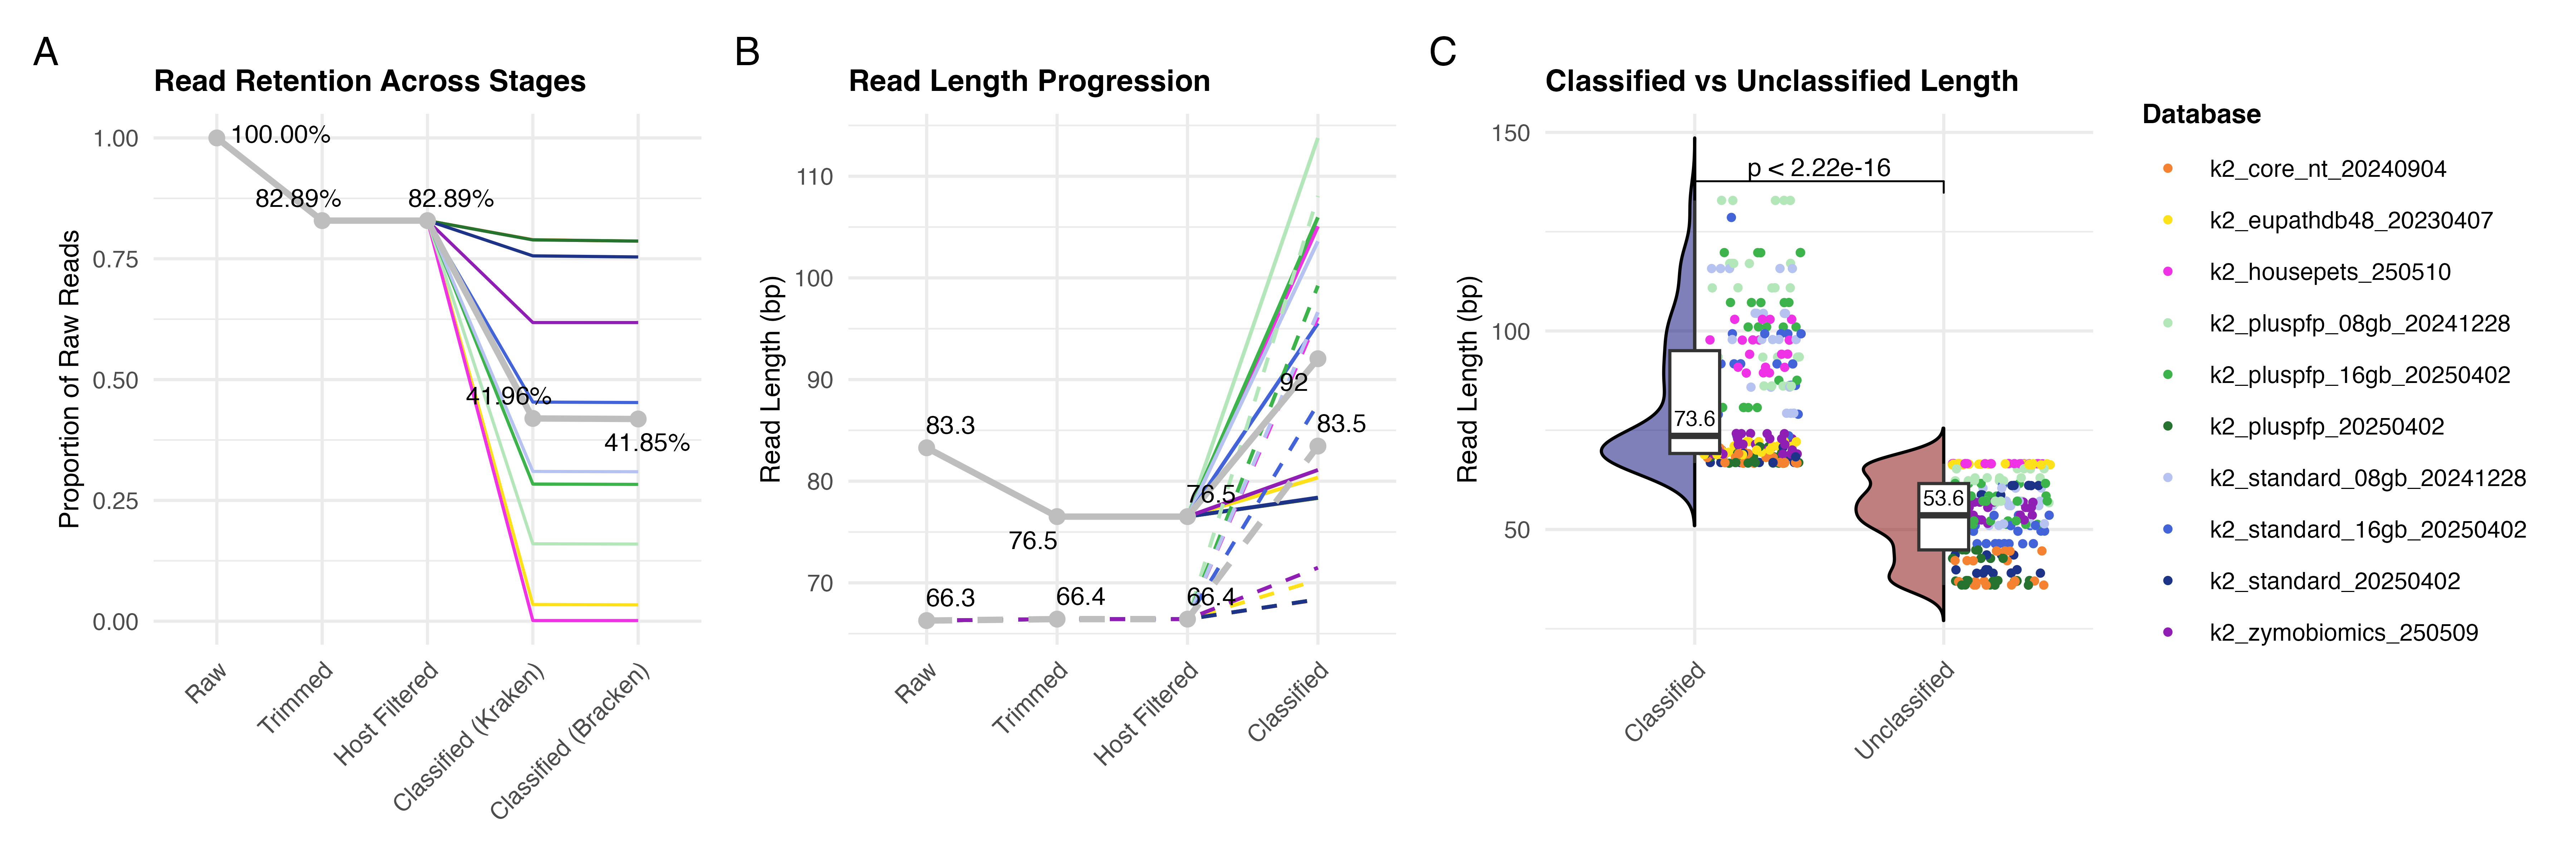 A
Read Retention Across Stages
Proportion of Raw Reads
1.00
0.75
0.50
0.25
0.00
100.00%
82.89%
82.89%
41.96%
41.85%
Raw
Trimmed
Host Filtered
Classified (Kraken)
Classified (Bracken)
B
Read Length Progression
Read Length (bp)
110
100
90
80
70
83.3
76.5
76.5
92
83.5
66.3
66.4
66.4
Raw
Trimmed
Host Filtered
Classified
C
Classified vs Unclassified Length
Read Length (bp)
150
100
50
p < 2.22e-16
73.6
53.6
Classified
Unclassified
Database
k2_core_nt_20240904
k2_eupathdb48_20230407
k2_housepets_250510
k2_pluspfp_08gb_20241228
k2_pluspfp_16gb_20250402
k2_pluspfp_20250402
k2_standard_08gb_20241228
k2_standard_16gb_20250402
k2_standard_20250402
k2_zymobiomics_250509